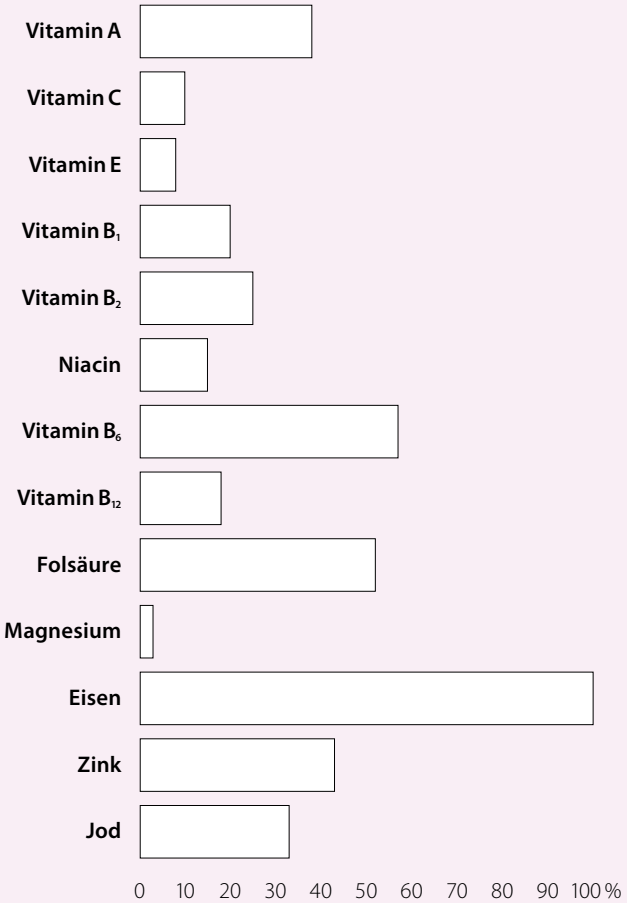 Vitamin A
Vitamin C
Vitamin E
Vitamin B₁
Vitamin B₂
Niacin
Vitamin B₆
Vitamin B₁₂
Folsäure
Magnesium
Eisen
Zink
Jod
0 10 20 30 40 50 60 70 80 90 100 %